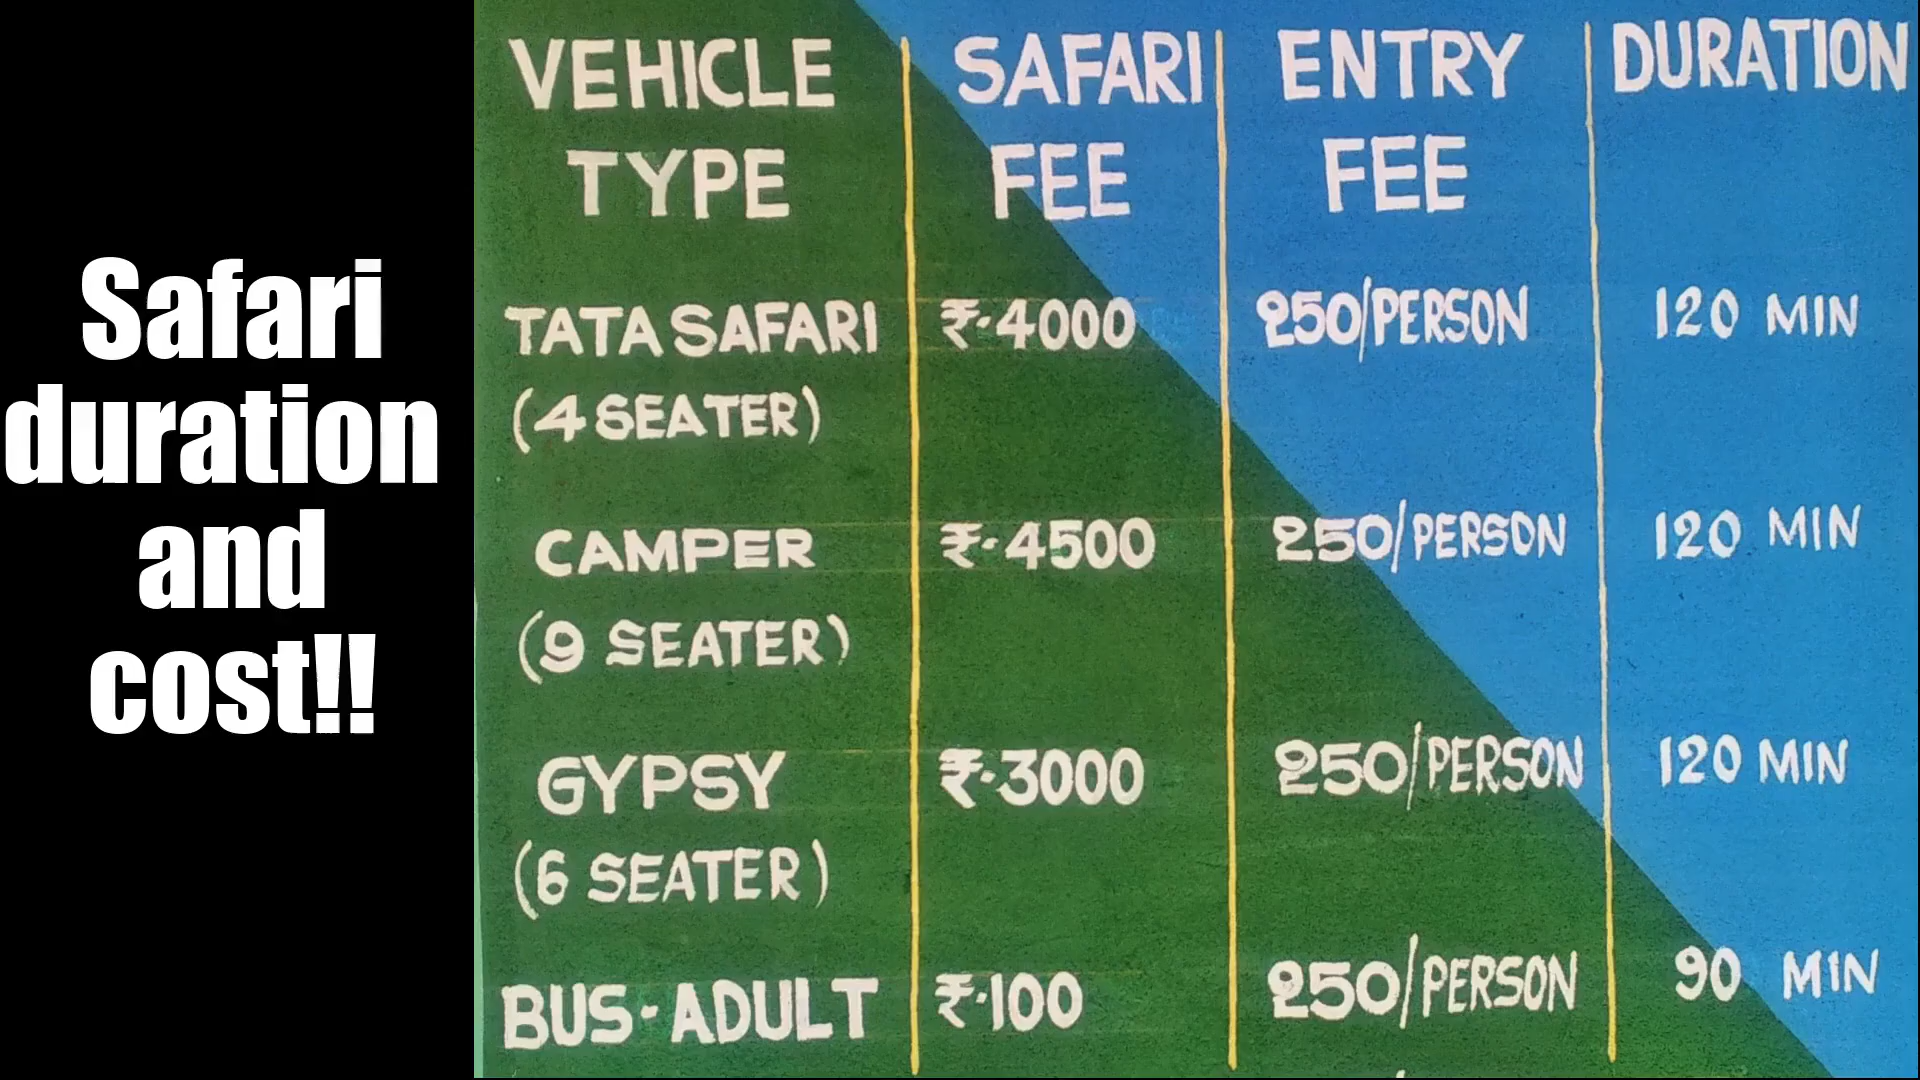 Safari
duration
and
cost!!
VEHICLE TYPE SAFARI FEE ENTRY FEE DURATION
TATA SAFARI ₹.4000 250/PERSON 120 MIN
(4 SEATER)
CAMPER ₹.4500 250/PERSON 120 MIN
(9 SEATER)
GYPSY ₹.3000 250/PERSON 120 MIN
(6 SEATER)
BUS-ADULT ₹.100 250/PERSON 90 MIN